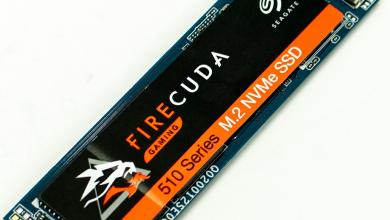 SEAGATE
FIRECUDA
GAMING
510 Series M.2 NVMe SSD